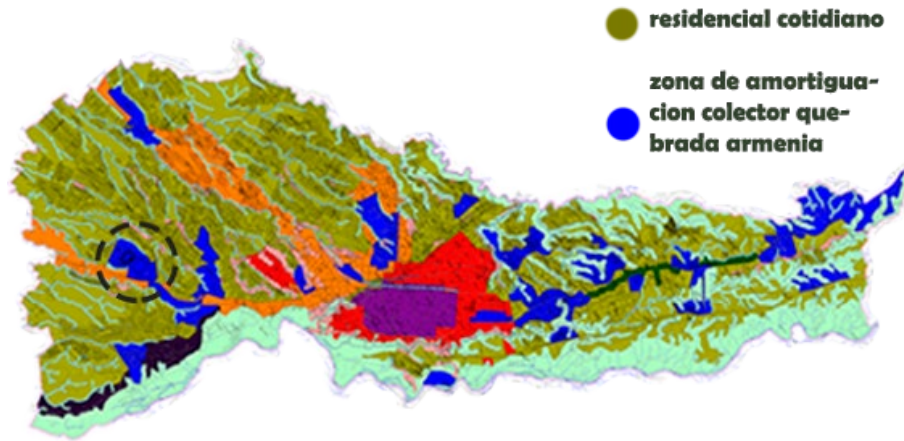 residencial cotidiano
zona de amortigua-
cion colector que-
brada armenia